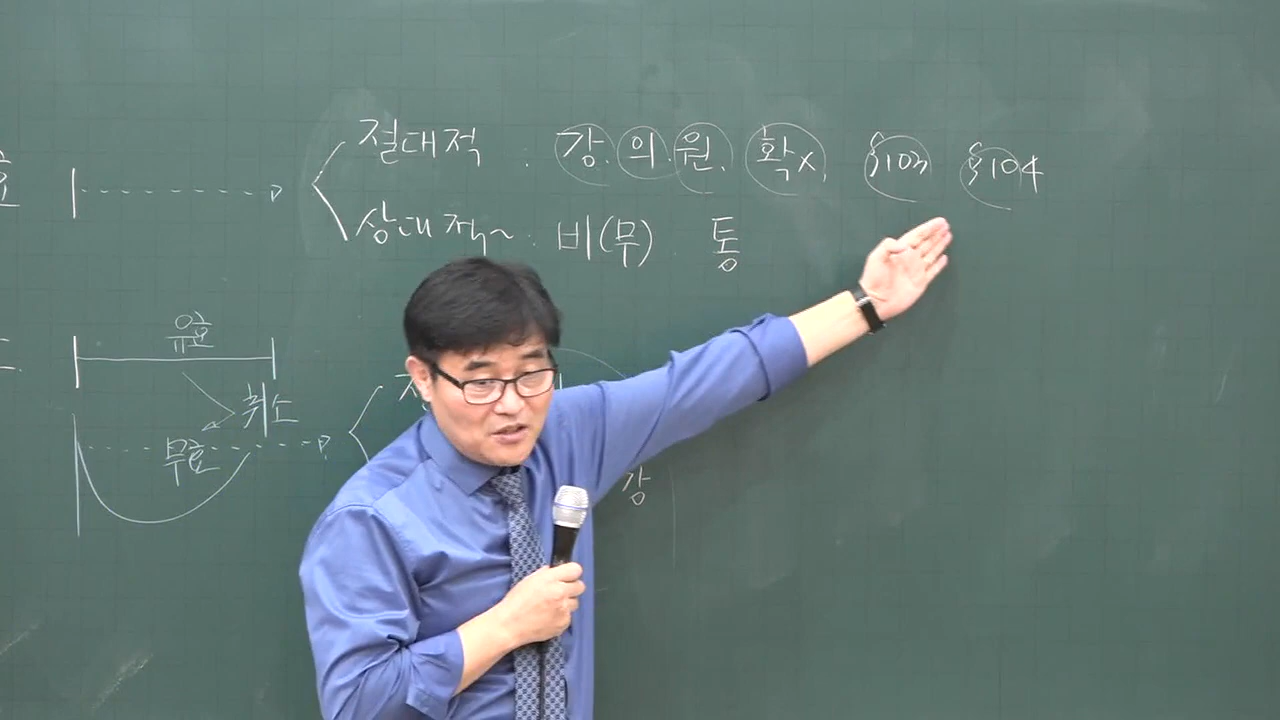 절대적 : 강. 의. 원. 확x, §103 §104
상대적~ : 비(무) 통
유효
취소
무효
강